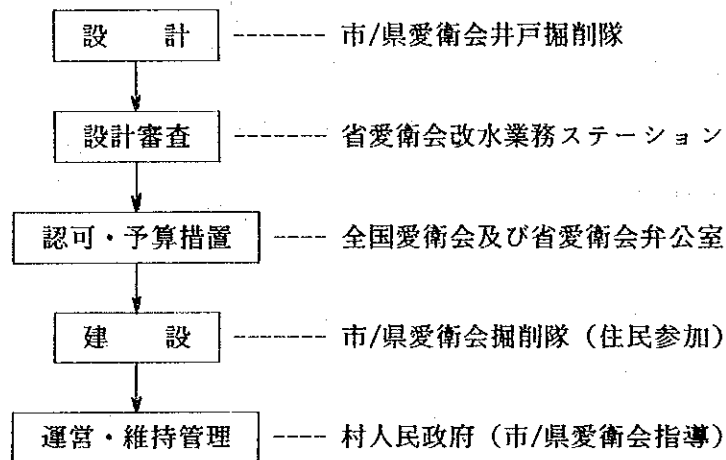 設　計 ------- 市/県愛衛会井戸掘削隊
設計審査 ------ 省愛衛会改水業務ステーション
認可・予算措置 ---- 全国愛衛会及び省愛衛会弁公室
建　設 ------- 市/県愛衛会掘削隊（住民参加）
運営・維持管理 ---- 村人民政府（市/県愛衛会指導）